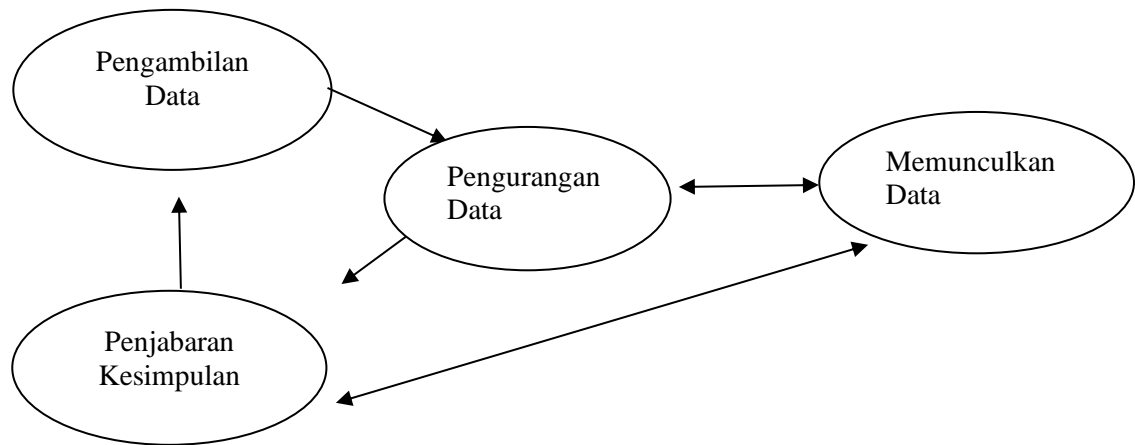 Pengambilan
Data
Pengurangan
Data
Memunculkan
Data
Penjabaran
Kesimpulan